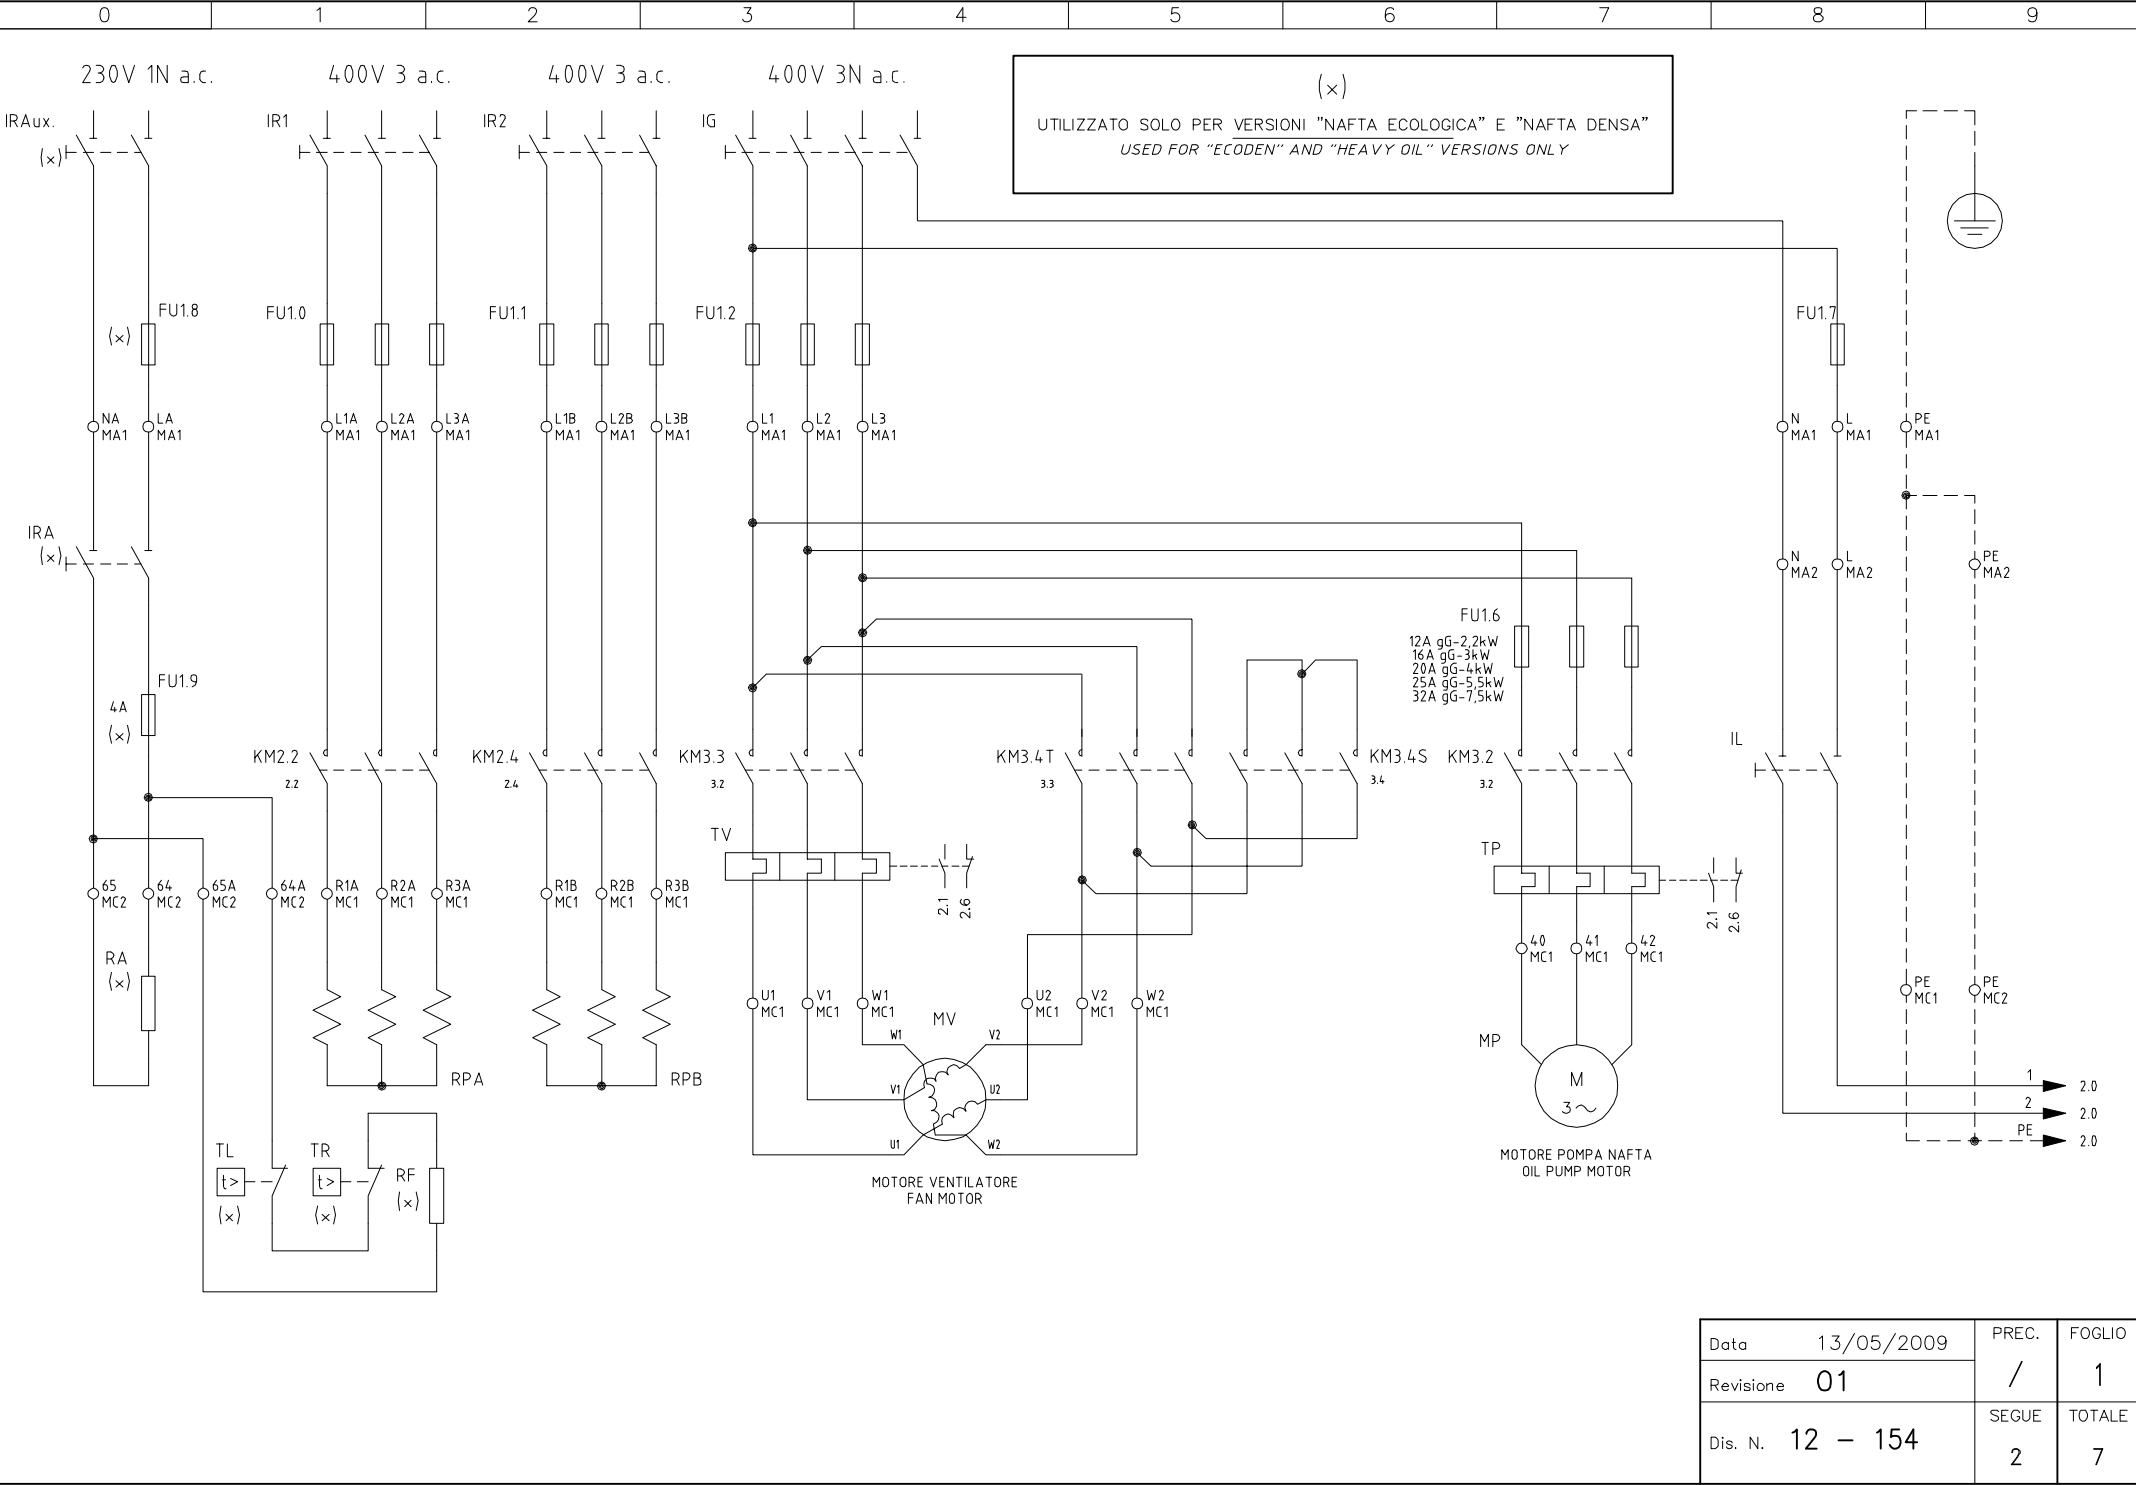 0 1 2 3 4 5 6 7 8 9
230V 1N a.c. 400V 3 a.c. 400V 3 a.c. 400V 3N a.c.
(x)
UTILIZZATO SOLO PER VERSIONI "NAFTA ECOLOGICA" E "NAFTA DENSA"
USED FOR "ECODEN" AND "HEAVY OIL" VERSIONS ONLY
IRAux. IR1 IR2 IG
(x)
FU1.8 FU1.0 FU1.1 FU1.2 FU1.7
(x)
NA LA L1A L2A L3A L1B L2B L3B L1 L2 L3 N L PE
MA1 MA1 MA1 MA1 MA1 MA1 MA1 MA1 MA1 MA1 MA1 MA1 MA1 MA1
IRA
(x)
N L PE
MA2 MA2 MA2
FU1.6
12A gG-2,2kW
16A gG-3kW
20A gG-4kW
25A gG-5,5kW
32A gG-7,5kW
FU1.9
4A
(x)
IL
KM2.2 KM2.4 KM3.3 KM3.4T KM3.4S KM3.2
2.2 2.4 3.2 3.3 3.4 3.2
TV
TP
65 64 65A 64A R1A R2A R3A R1B R2B R3B
MC2 MC2 MC2 MC2 MC1 MC1 MC1 MC1 MC1 MC1
2.1 2.6
2.1 2.6
40 41 42
MC1 MC1 MC1
RA
(x)
PE PE
MC1 MC2
U1 V1 W1 U2 V2 W2
MC1 MC1 MC1 MC1 MC1 MC1
MV
W1 V2
MP
RPA RPB
M
3~
V1 U2
U1 W2
1 2.0
2 2.0
PE 2.0
MOTORE VENTILATORE
FAN MOTOR
MOTORE POMPA NAFTA
OIL PUMP MOTOR
TL TR
t> t> RF
(x) (x) (x)
Data 13/05/2009 PREC. FOGLIO
Revisione 01 / 1
SEGUE TOTALE
Dis. N. 12 - 154 2 7